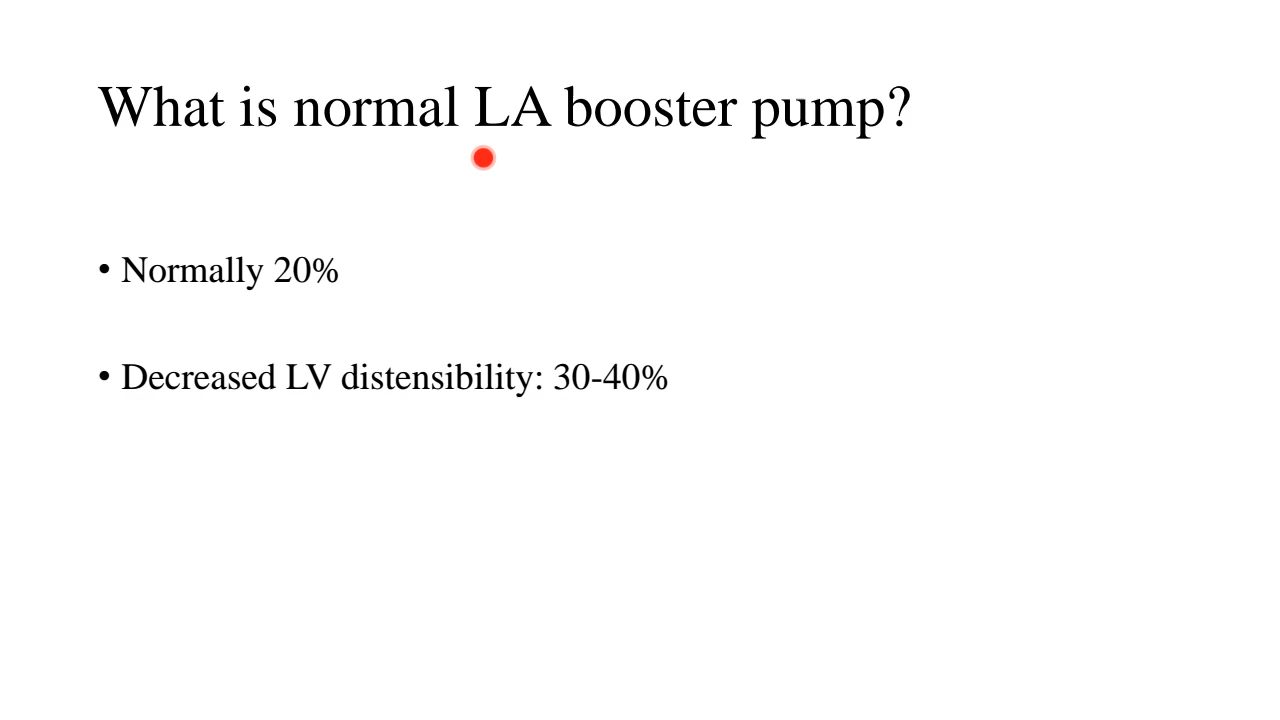 What is normal LA booster pump?
• Normally 20%
• Decreased LV distensibility: 30-40%